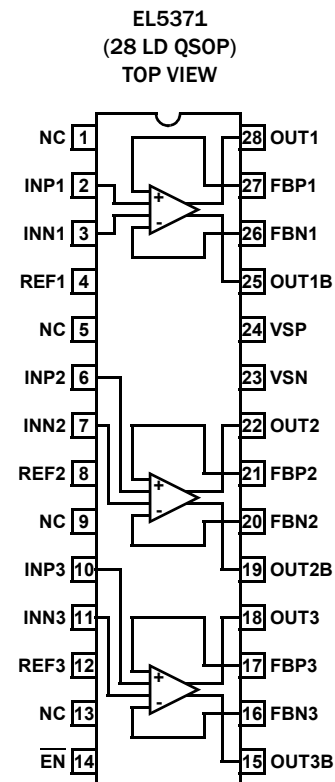 EL5371
(28 LD QSOP)
TOP VIEW
NC 1
28 OUT1
INP1 2
27 FBP1
+
INN1 3
-
26 FBN1
REF1 4
25 OUT1B
NC 5
24 VSP
INP2 6
23 VSN
INN2 7
22 OUT2
REF2 8
21 FBP2
+
NC 9
-
20 FBN2
INP3 10
19 OUT2B
INN3 11
18 OUT3
REF3 12
17 FBP3
+
NC 13
-
16 FBN3
E̅N̅ 14
15 OUT3B